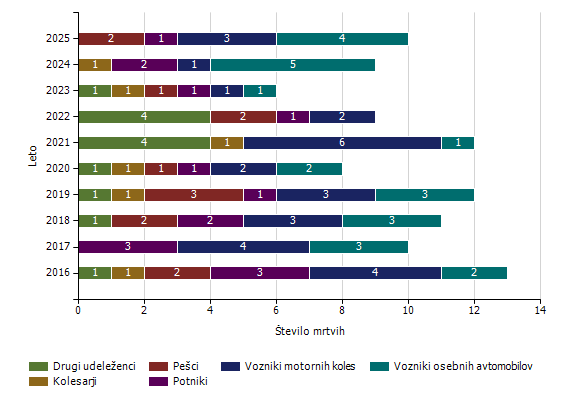 2025 2 1 3 4
2024 1 2 1 5
2023 1 1 1 1 1 1
2022 4 2 1 2
2021 4 1 6 1
2020 1 1 1 1 2 2
2019 1 1 3 1 3 3
2018 1 2 2 3 3
2017 3 4 3
2016 1 1 2 3 4 2
Leto
0 2 4 6 8 10 12 14
Število mrtvih
Drugi udeleženci Pešci Vozniki motornih koles Vozniki osebnih avtomobilov
Kolesarji Potniki